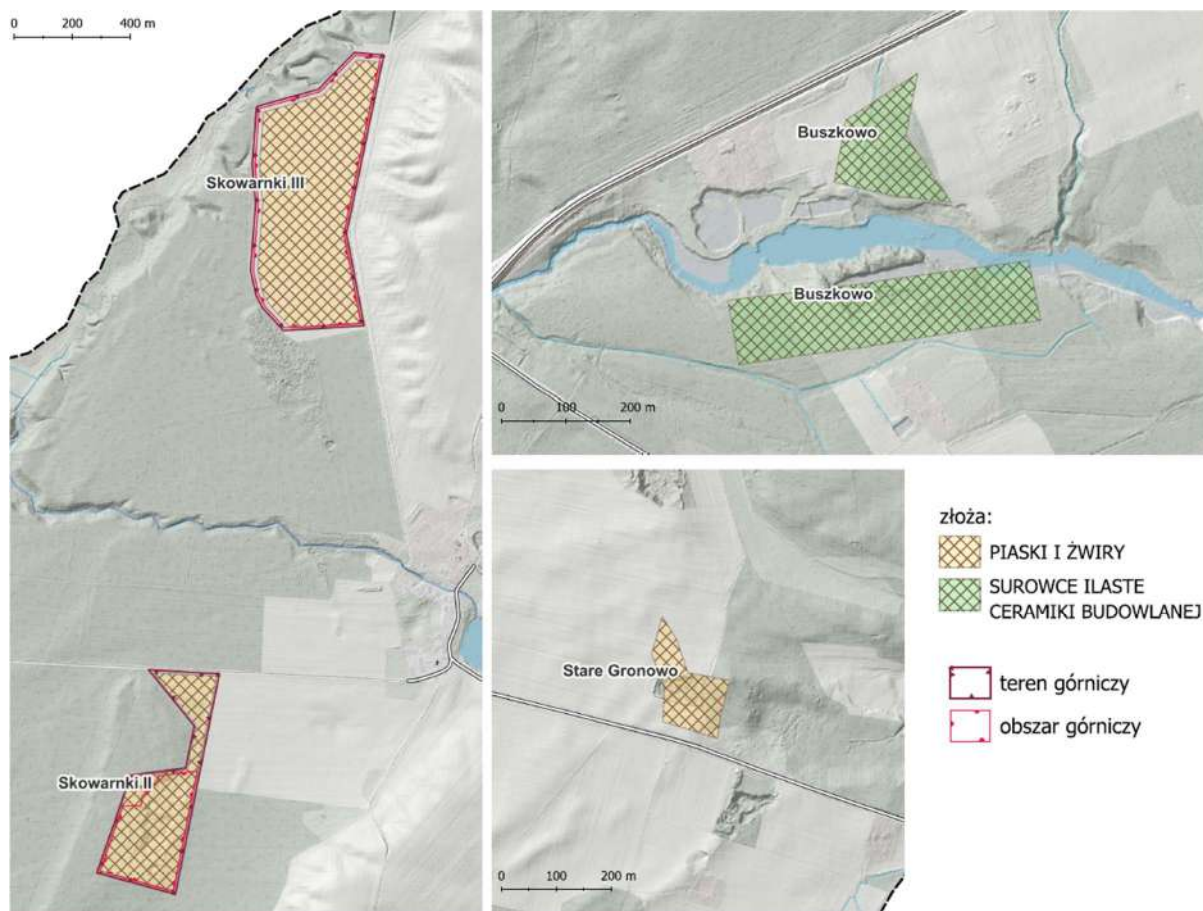 0 200 400 m
Skowarnki III
Skowarnki II
Buszkowo
Buszkowo
0 100 200 m
Stare Gronowo
0 100 200 m
złoża:
PIASKI I ŻWIRY
SUROWCE ILASTE
CERAMIKI BUDOWLANEJ
teren górniczy
obszar górniczy